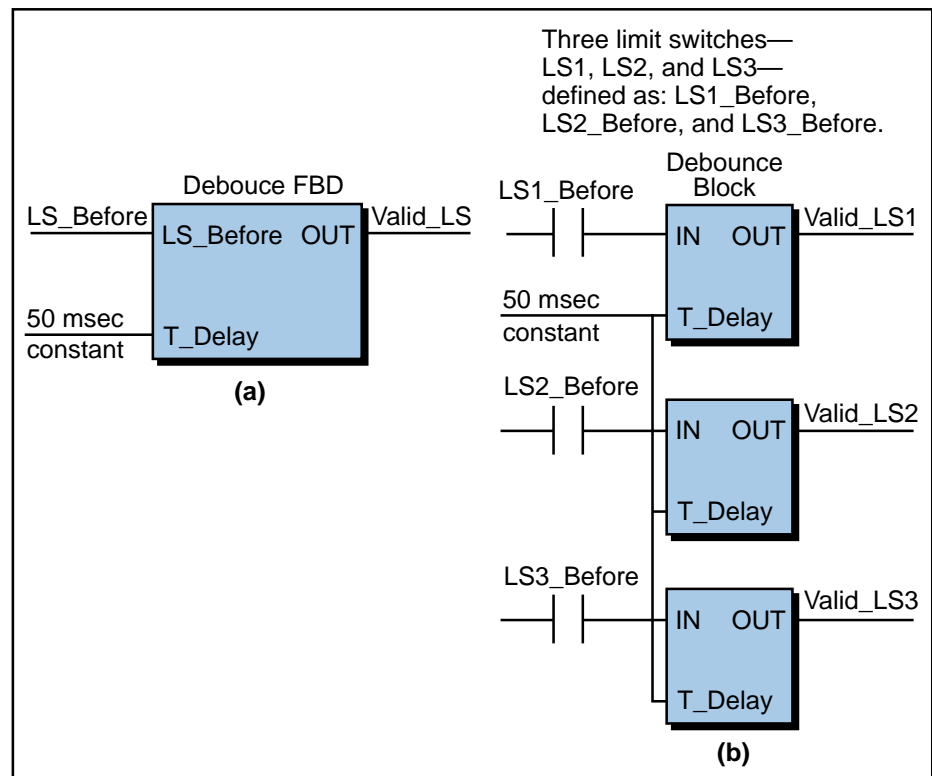 Three limit switches—
LS1, LS2, and LS3—
defined as: LS1_Before,
LS2_Before, and LS3_Before.
Debouce FBD
LS_Before
LS_Before OUT
Valid_LS
50 msec
constant
T_Delay
(a)
Debounce
Block
LS1_Before
IN OUT
Valid_LS1
50 msec
constant
T_Delay
LS2_Before
IN OUT
Valid_LS2
T_Delay
LS3_Before
IN OUT
Valid_LS3
T_Delay
(b)